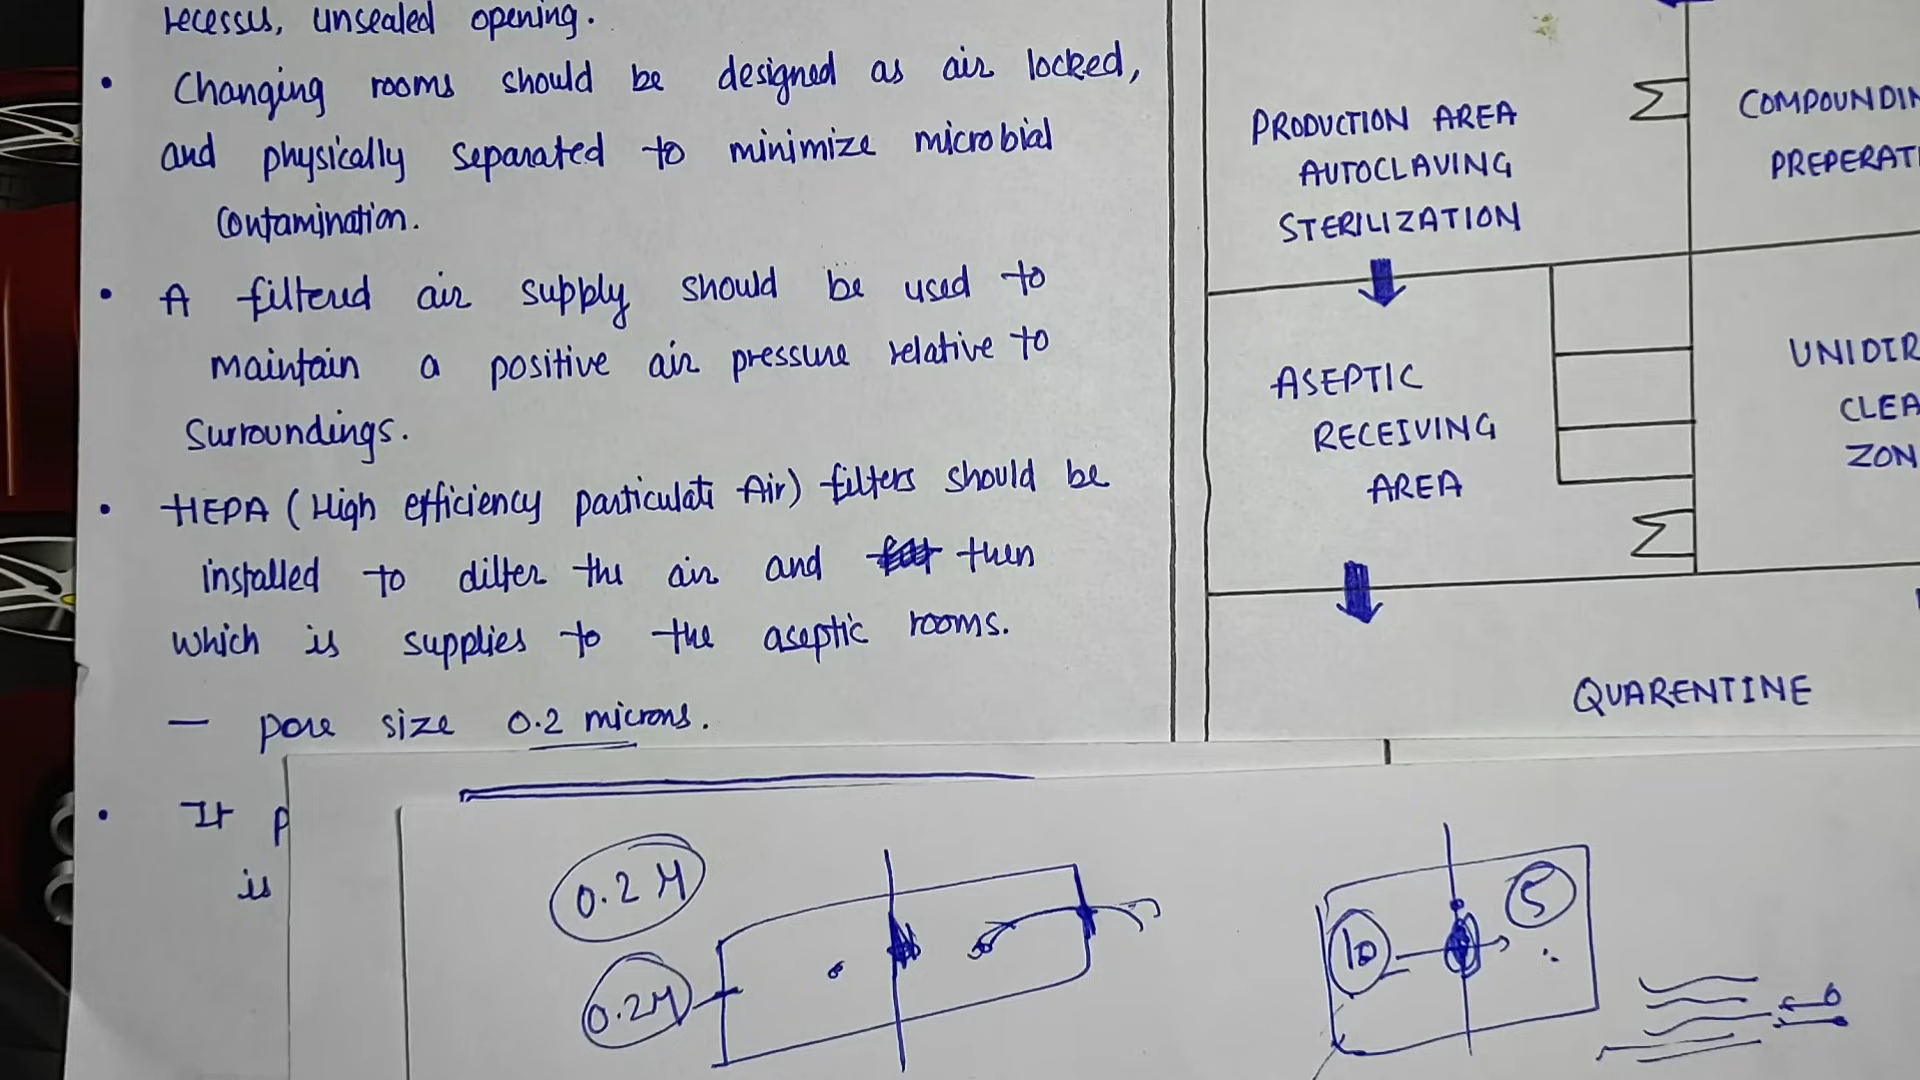 recesses, unsealed opening.
• Changing rooms should be designed as air locked,
and physically separated to minimize microbial
contamination.
• A filtered air supply should be used to
maintain a positive air pressure relative to
surroundings.
• HEPA (High efficiency particulate Air) filters should be
installed to dilter the air and then
which is supplies to the aseptic rooms.
— pore size 0.2 microns.
• It p
is
PRODUCTION AREA
AUTOCLAVING
STERILIZATION
COMPOUNDIN
PREPERATI
ASEPTIC
RECEIVING
AREA
UNIDIR
CLEA
ZON
QUARENTINE
0.2 M
0.2M
10
5